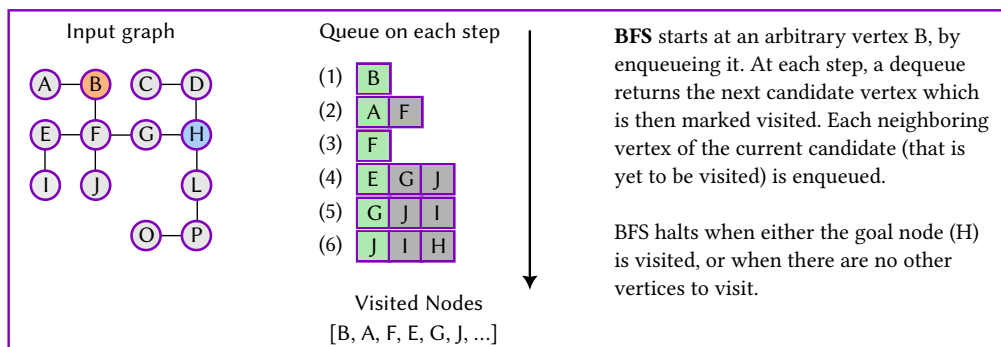 Input graph
A B C D
E F G H
I J L
O P
Queue on each step
(1) B
(2) A F
(3) F
(4) E G J
(5) G J I
(6) J I H
Visited Nodes
[B, A, F, E, G, J, ...]
BFS starts at an arbitrary vertex B, by
enqueueing it. At each step, a dequeue
returns the next candidate vertex which
is then marked visited. Each neighboring
vertex of the current candidate (that is
yet to be visited) is enqueued.
BFS halts when either the goal node (H)
is visited, or when there are no other
vertices to visit.